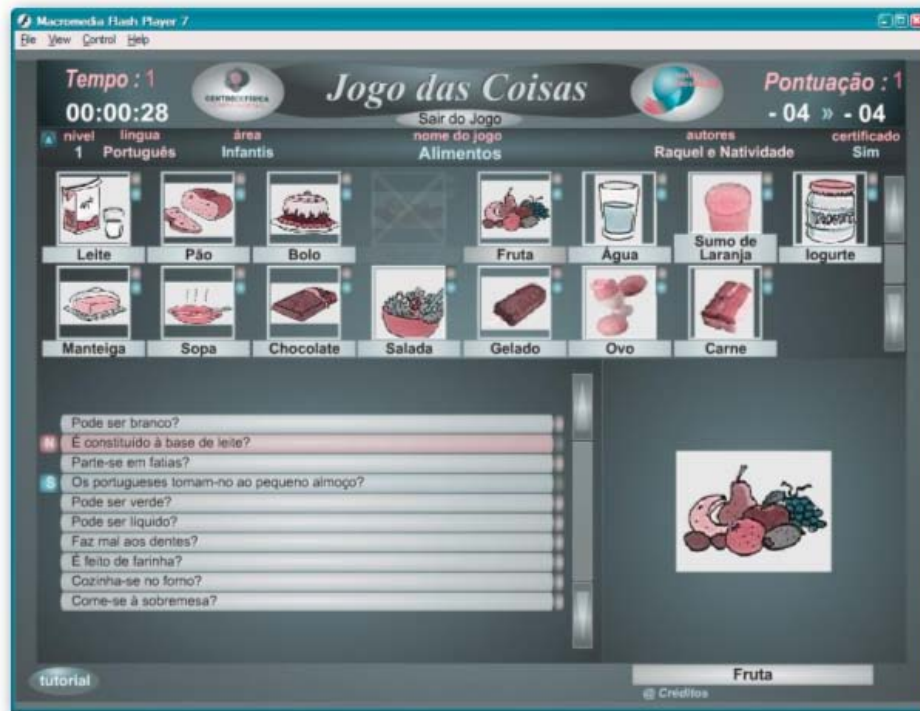 Macromedia Flash Player 7
File View Control Help
Tempo : 1
00:00:28
CENTRO DE FÍSICA
Jogo das Coisas
Sair do Jogo
Pontuação : 1
- 04 » - 04
nível língua área nome do jogo autores certificado
1 Português Infantis Alimentos Raquel e Natividade Sim
Leite Pão Bolo Fruta Água Sumo de Laranja Iogurte
Manteiga Sopa Chocolate Salada Gelado Ovo Carne
Pode ser branco?
N É constituído à base de leite?
Parte-se em fatias?
S Os portugueses tomam-no ao pequeno almoço?
Pode ser verde?
Pode ser líquido?
Faz mal aos dentes?
É feito de farinha?
Cozinha-se no forno?
Come-se à sobremesa?
Fruta
tutorial
@ Créditos